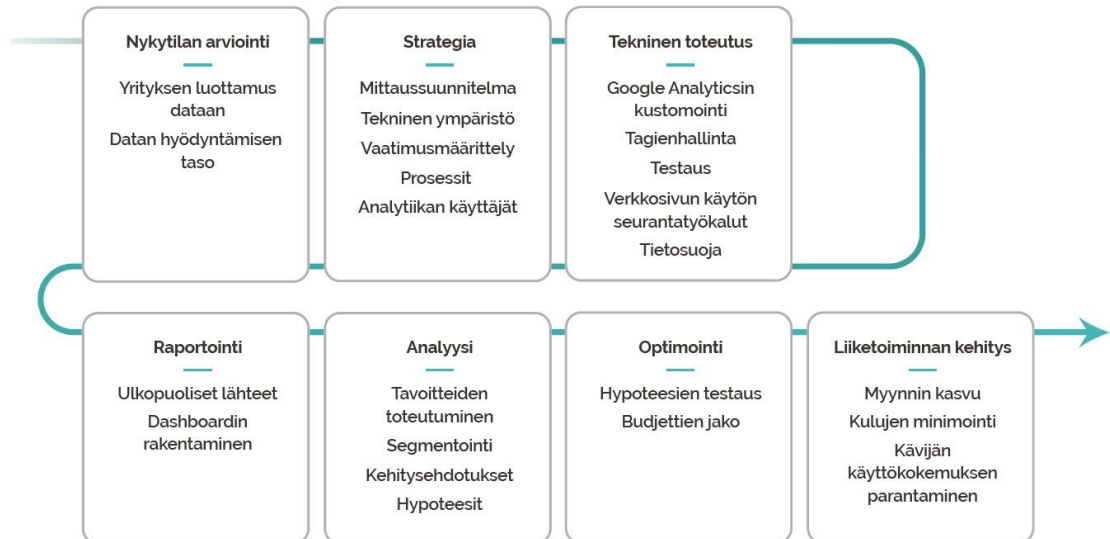 Nykytilan arviointi
Yrityksen luottamus
dataan
Datan hyödyntämisen
taso
Strategia
Mittaussuunnitelma
Tekninen ympäristö
Vaatimusmäärittely
Prosessit
Analytiikan käyttäjät
Tekninen toteutus
Google Analyticsin
kustomointi
Tagienhallinta
Testaus
Verkkosivun käytön
seurantatyökalut
Tietosuoja
Raportointi
Ulkopuoliset lähteet
Dashboardin
rakentaminen
Analyysi
Tavoitteiden
toteutuminen
Segmentointi
Kehitysehdotukset
Hypoteesit
Optimointi
Hypoteesien testaus
Budjettien jako
Liiketoiminnan kehitys
Myynnin kasvu
Kulujen minimointi
Kävijän
käyttökokemuksen
parantaminen